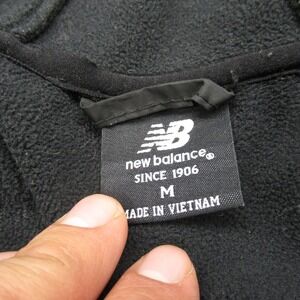 NB
new balance®
SINCE 1906
M
MADE IN VIETNAM